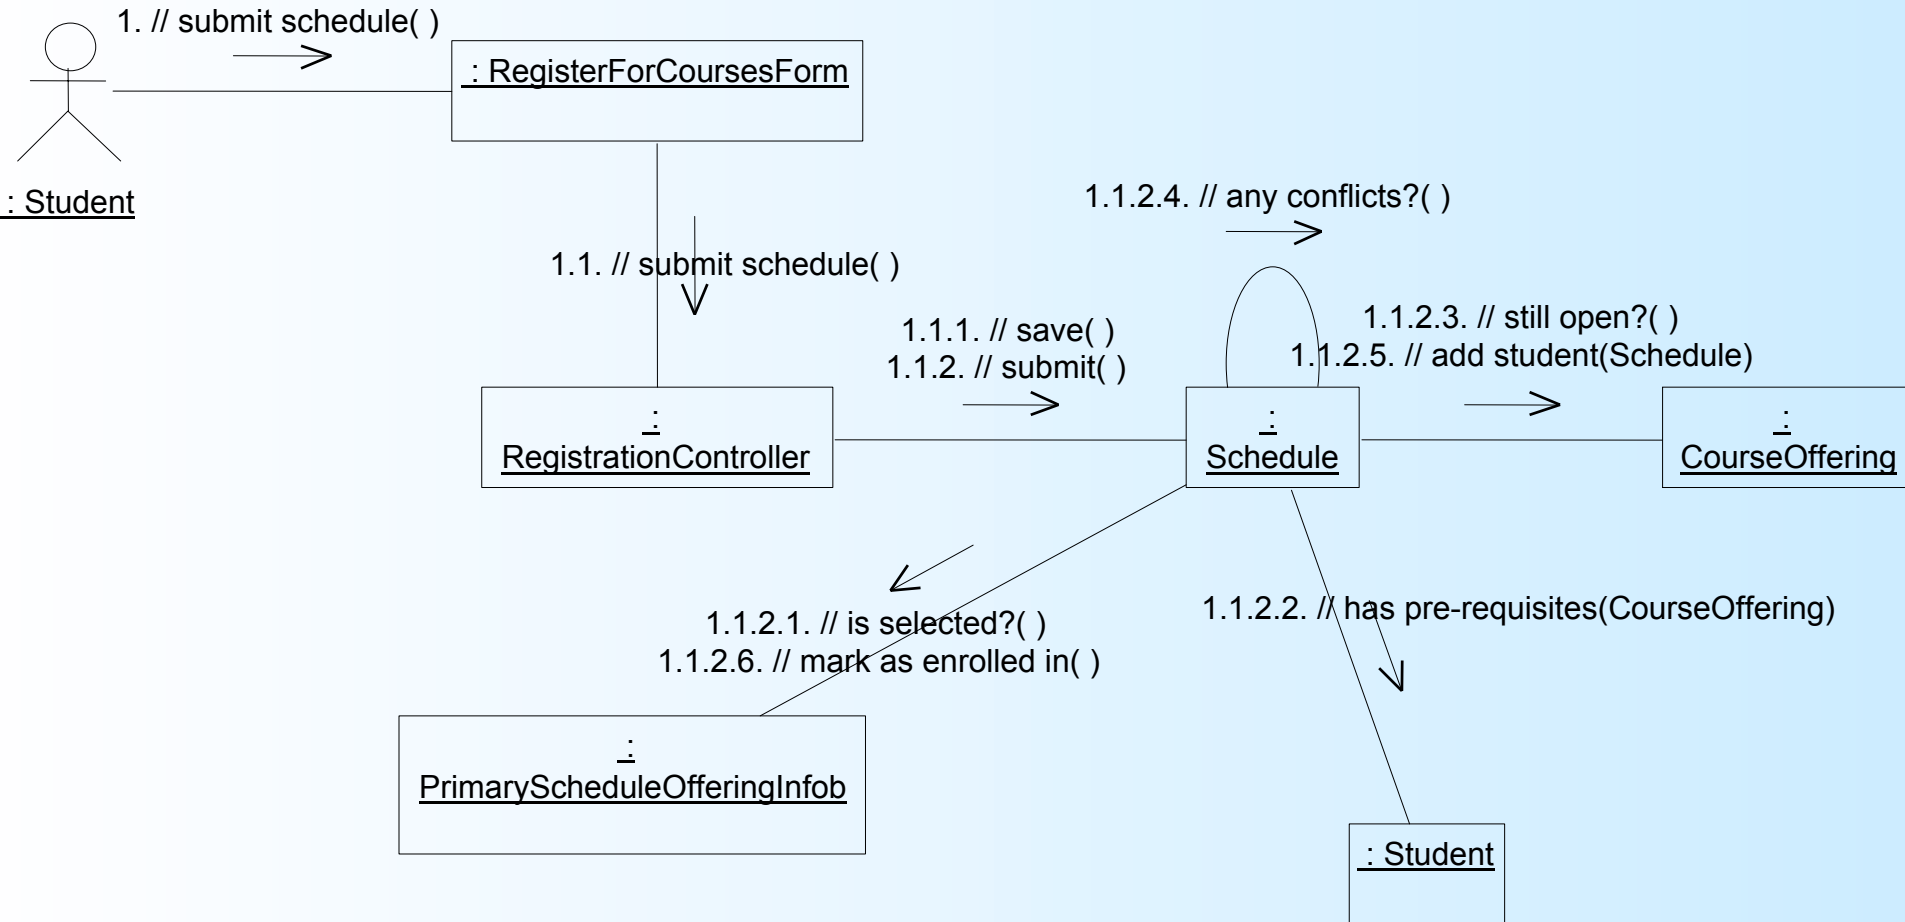 1. // submit schedule( )
: RegisterForCoursesForm
: Student
1.1.2.4. // any conflicts?( )
1.1. // submit schedule( )
1.1.1. // save( )
1.1.2. // submit( )
1.1.2.3. // still open?( )
1.1.2.5. // add student(Schedule)
:
RegistrationController
:
Schedule
:
CourseOffering
1.1.2.1. // is selected?( )
1.1.2.6. // mark as enrolled in( )
1.1.2.2. // has pre-requisites(CourseOffering)
:
PrimaryScheduleOfferingInfob
: Student